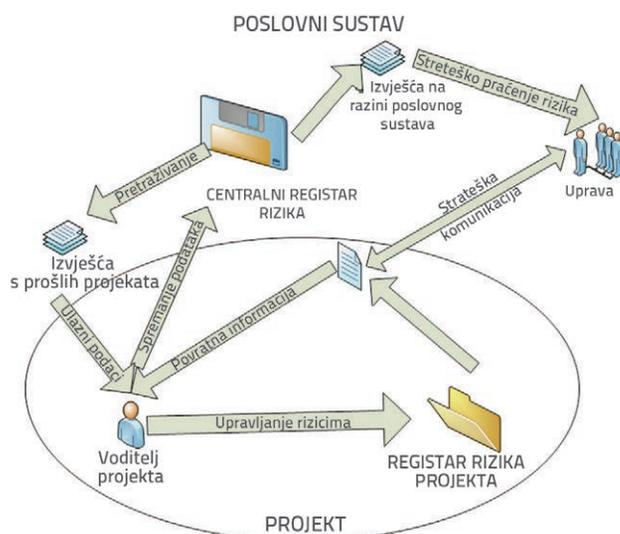 POSLOVNI SUSTAV
Izvješća na
razini poslovnog
sustava
Streteško praćenje rizika
Uprava
Pretraživanje
CENTRALNI REGISTAR
RIZIKA
Strateška
komunikacija
Izvješća
s prošlih projekata
Ulazni podaci
Spremanje podataka
Povratna informacija
Voditelj
projekta
Upravljanje rizicima
REGISTAR RIZIKA
PROJEKTA
PROJEKT